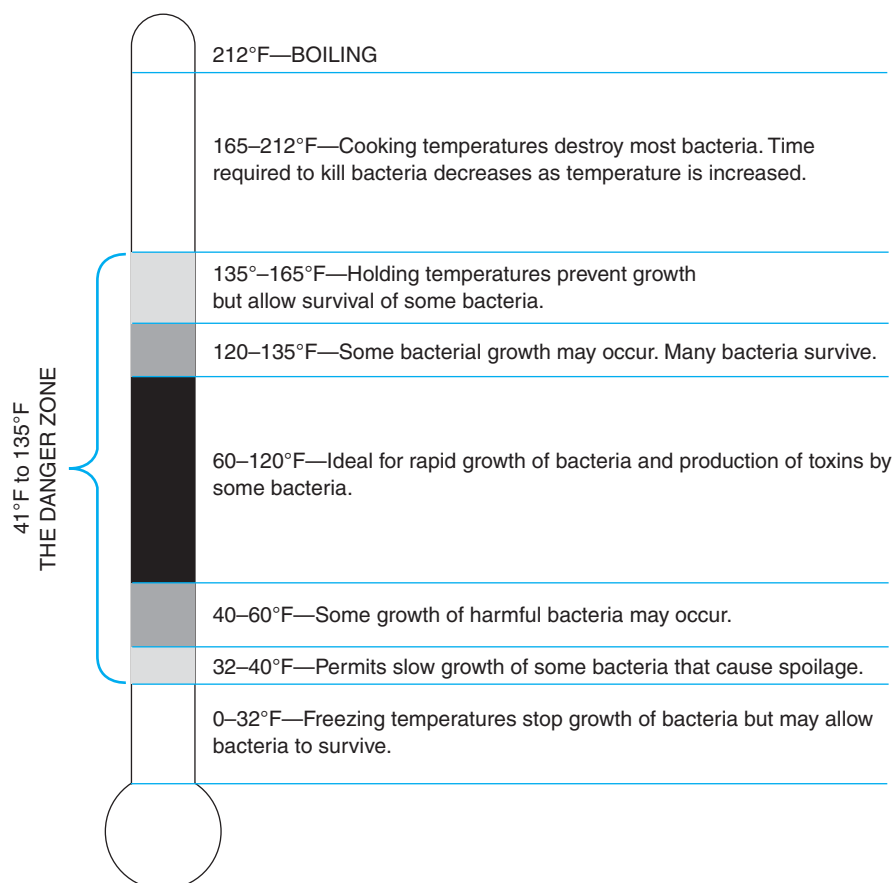 212°F—BOILING
165–212°F—Cooking temperatures destroy most bacteria. Time
required to kill bacteria decreases as temperature is increased.
135°–165°F—Holding temperatures prevent growth
but allow survival of some bacteria.
120–135°F—Some bacterial growth may occur. Many bacteria survive.
41°F to 135°F
THE DANGER ZONE
60–120°F—Ideal for rapid growth of bacteria and production of toxins by
some bacteria.
40–60°F—Some growth of harmful bacteria may occur.
32–40°F—Permits slow growth of some bacteria that cause spoilage.
0–32°F—Freezing temperatures stop growth of bacteria but may allow
bacteria to survive.